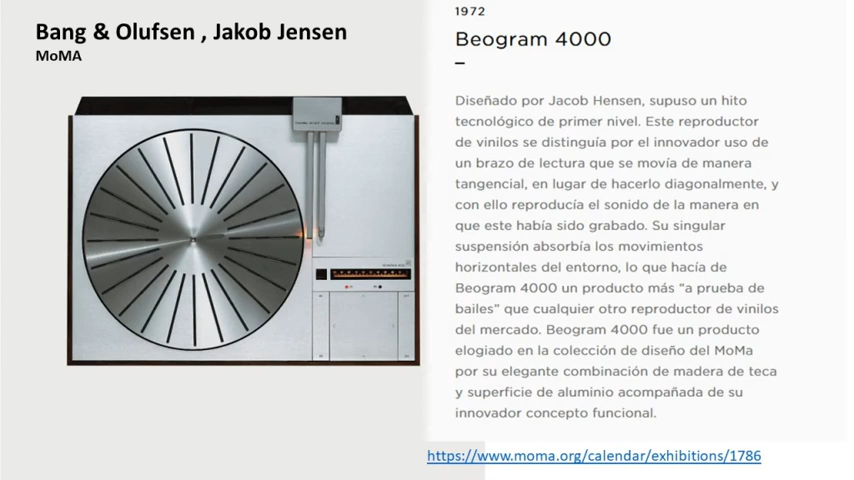 Bang & Olufsen , Jakob Jensen
MoMA
1972
Beogram 4000
Diseñado por Jacob Hensen, supuso un hito
tecnológico de primer nivel. Este reproductor
de vinilos se distinguía por el innovador uso de
un brazo de lectura que se movía de manera
tangencial, en lugar de hacerlo diagonalmente, y
con ello reproducía el sonido de la manera en
que este había sido grabado. Su singular
suspensión absorbía los movimientos
horizontales del entorno, lo que hacía de
Beogram 4000 un producto más “a prueba de
bailes” que cualquier otro reproductor de vinilos
del mercado. Beogram 4000 fue un producto
elogiado en la colección de diseño del MoMa
por su elegante combinación de madera de teca
y superficie de aluminio acompañada de su
innovador concepto funcional.
https://www.moma.org/calendar/exhibitions/1786